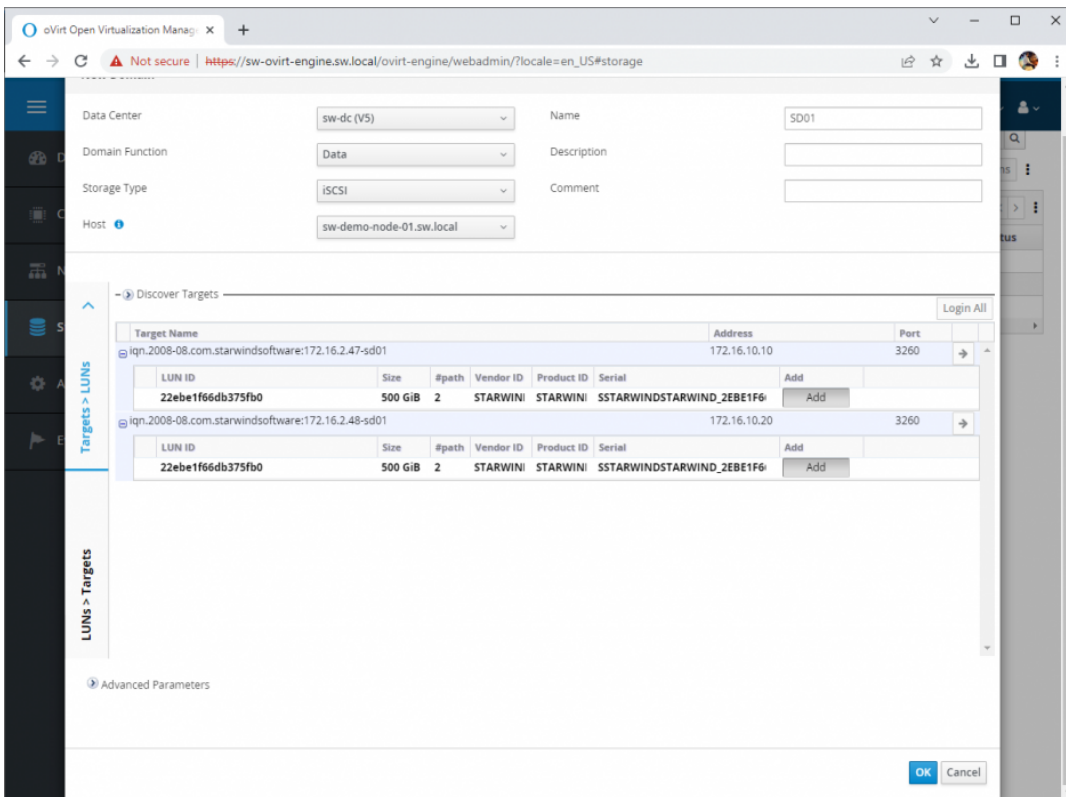 oVirt Open Virtualization Manag
Not secure | https://sw-ovirt-engine.sw.local/ovirt-engine/webadmin/?locale=en_US#storage
Data Center
sw-dc (V5)
Name
SD01
Domain Function
Data
Description
Storage Type
iSCSI
Comment
Host
sw-demo-node-01.sw.local
Discover Targets
Login All
Target Name Address Port
iqn.2008-08.com.starwindsoftware:172.16.2.47-sd01 172.16.10.10 3260
LUN ID Size #path Vendor ID Product ID Serial Add
22ebe1f66db375fb0 500 GiB 2 STARWINI STARWINI SSTARWINDSTARWIND_2EBE1F6 Add
iqn.2008-08.com.starwindsoftware:172.16.2.48-sd01 172.16.10.20 3260
LUN ID Size #path Vendor ID Product ID Serial Add
22ebe1f66db375fb0 500 GiB 2 STARWINI STARWINI SSTARWINDSTARWIND_2EBE1F6 Add
Targets > LUNs
LUNs > Targets
Advanced Parameters
OK Cancel